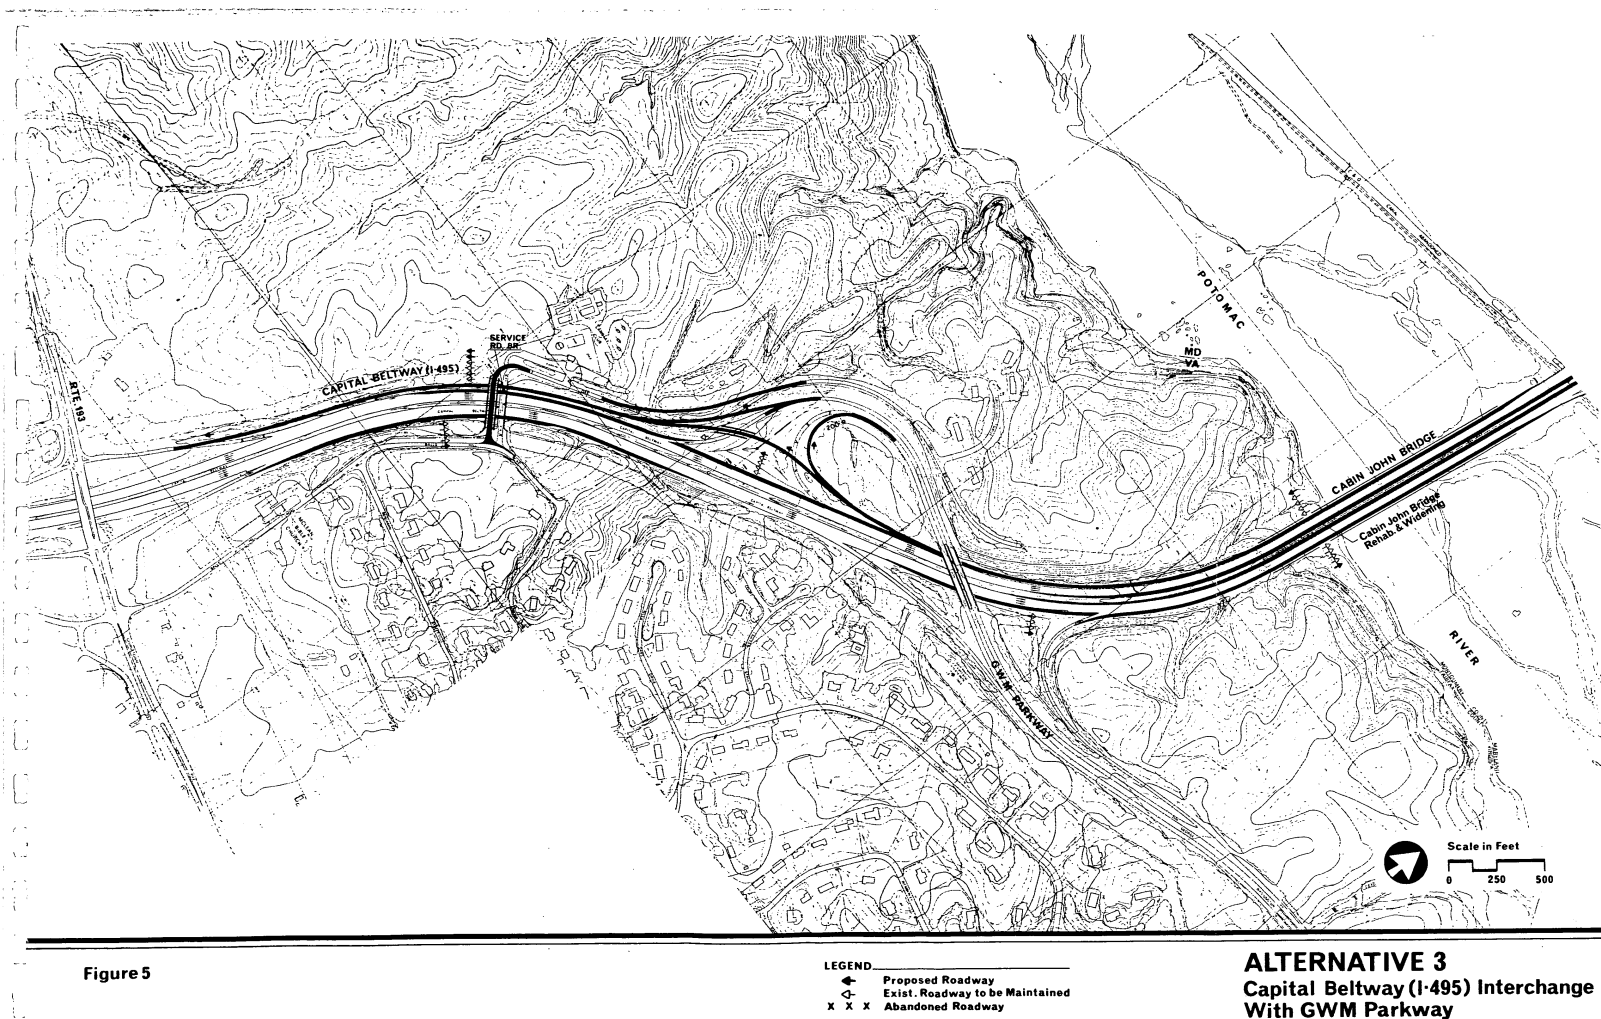 SERVICE
RD. BR.
CAPITAL BELTWAY (I-495)
RTE. 193
200'R
POTOMAC
MD
VA
CABIN JOHN BRIDGE
Cabin John Bridge
Rehab. & Widening
RIVER
G.W.M. PARKWAY
Scale in Feet
0 250 500
Figure 5
LEGEND
Proposed Roadway
Exist. Roadway to be Maintained
X X X Abandoned Roadway
ALTERNATIVE 3
Capital Beltway (I-495) Interchange
With GWM Parkway